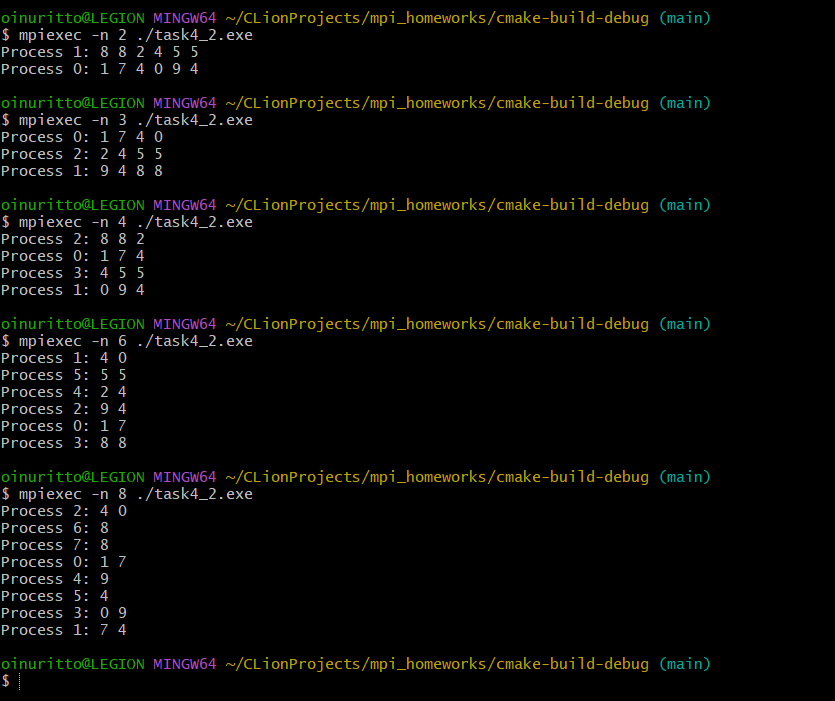 oinuritto@LEGION MINGW64 ~/CLionProjects/mpi_homeworks/cmake-build-debug (main)
$ mpiexec -n 2 ./task4_2.exe
Process 1: 8 8 2 4 5 5
Process 0: 1 7 4 0 9 4
oinuritto@LEGION MINGW64 ~/CLionProjects/mpi_homeworks/cmake-build-debug (main)
$ mpiexec -n 3 ./task4_2.exe
Process 0: 1 7 4 0
Process 2: 2 4 5 5
Process 1: 9 4 8 8
oinuritto@LEGION MINGW64 ~/CLionProjects/mpi_homeworks/cmake-build-debug (main)
$ mpiexec -n 4 ./task4_2.exe
Process 2: 8 8 2
Process 0: 1 7 4
Process 3: 4 5 5
Process 1: 0 9 4
oinuritto@LEGION MINGW64 ~/CLionProjects/mpi_homeworks/cmake-build-debug (main)
$ mpiexec -n 6 ./task4_2.exe
Process 1: 4 0
Process 5: 5 5
Process 4: 2 4
Process 2: 9 4
Process 0: 1 7
Process 3: 8 8
oinuritto@LEGION MINGW64 ~/CLionProjects/mpi_homeworks/cmake-build-debug (main)
$ mpiexec -n 8 ./task4_2.exe
Process 2: 4 0
Process 6: 8
Process 7: 8
Process 0: 1 7
Process 4: 9
Process 5: 4
Process 3: 0 9
Process 1: 7 4
oinuritto@LEGION MINGW64 ~/CLionProjects/mpi_homeworks/cmake-build-debug (main)
$